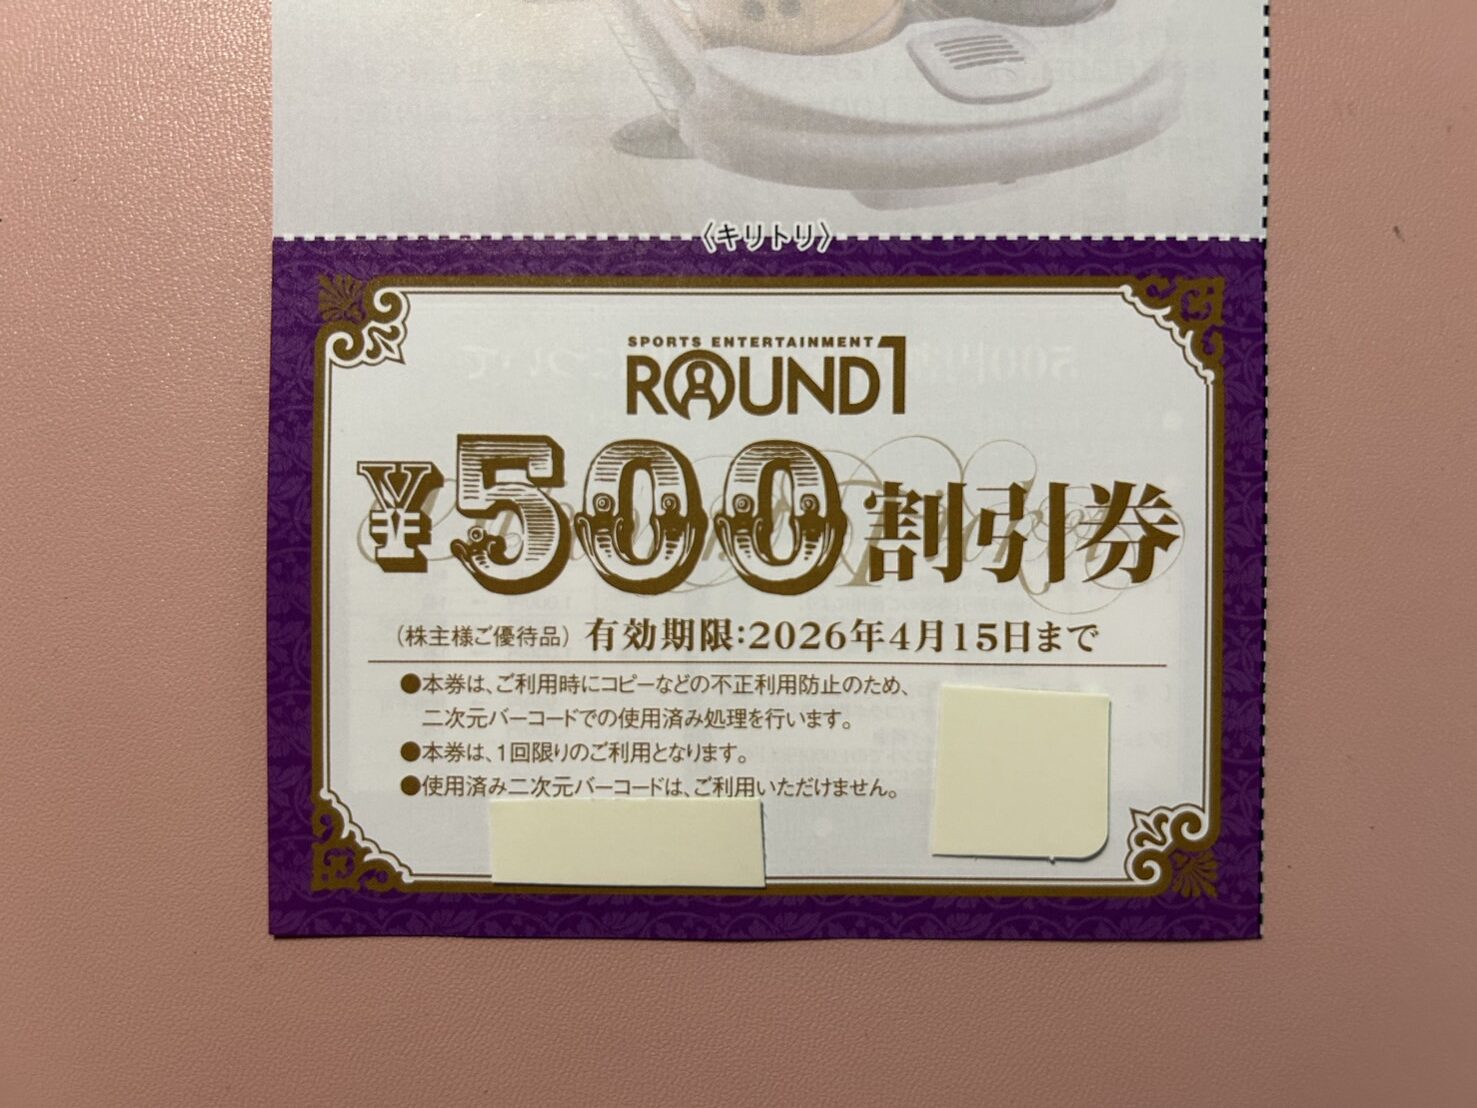 〈キリトリ〉
SPORTS ENTERTAINMENT
ROUND1
¥500割引券
(株主様ご優待品) 有効期限:2026年4月15日まで
●本券は、ご利用時にコピーなどの不正利用防止のため、
二次元バーコードでの使用済み処理を行います。
●本券は、1回限りのご利用となります。
●使用済み二次元バーコードは、ご利用いただけません。